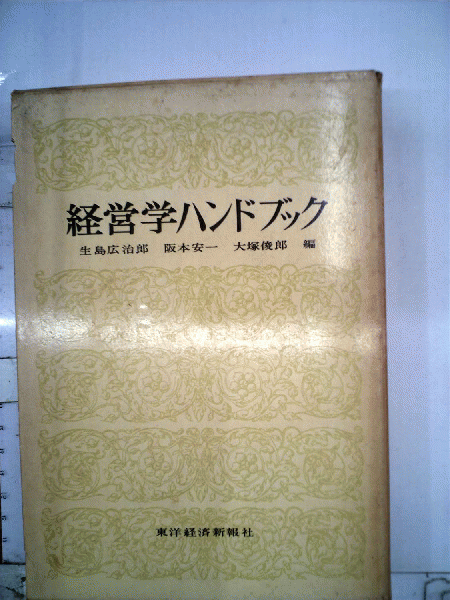 経営学ハンドブック
生島広治郎 阪本安一 大塚俊郎 編
東洋経済新報社